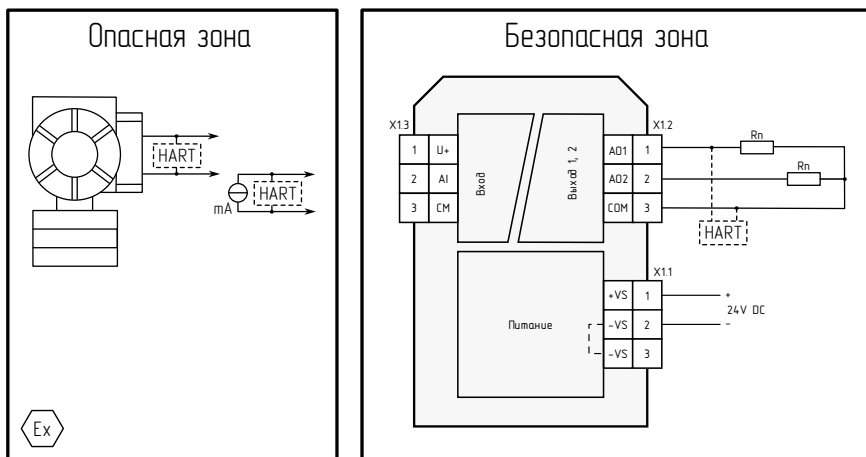 Опасная зона
HART
HART
mA
Ex
Безопасная зона
X1.3
1 U+
2 AI
3 CM
Вход
Выход 1, 2
X1.2
AO1 1
AO2 2
COM 3
Rn
Rn
HART
X1.1
+VS 1
-VS 2
-VS 3
Питание
+
24V DC
-